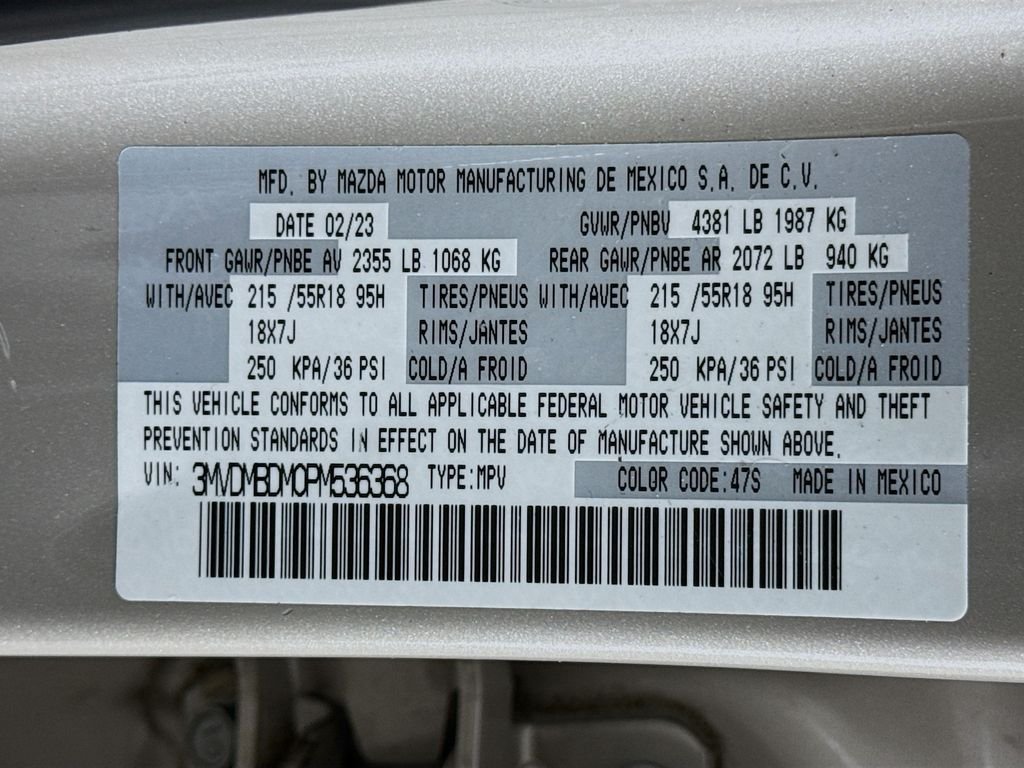 MFD. BY MAZDA MOTOR MANUFACTURING DE MEXICO S.A. DE C.V.
DATE 02/23 GVWR/PNBV 4381 LB 1987 KG
FRONT GAWR/PNBE AV 2355 LB 1068 KG REAR GAWR/PNBE AR 2072 LB 940 KG
WITH/AVEC 215 /55R18 95H TIRES/PNEUS WITH/AVEC 215 /55R18 95H TIRES/PNEUS
18X7J RIMS/JANTES 18X7J RIMS/JANTES
250 KPA/36 PSI COLD/A FROID 250 KPA/36 PSI COLD/A FROID
THIS VEHICLE CONFORMS TO ALL APPLICABLE FEDERAL MOTOR VEHICLE SAFETY AND THEFT
PREVENTION STANDARDS IN EFFECT ON THE DATE OF MANUFACTURE SHOWN ABOVE.
VIN: 3MVDMBDM0PM536368 TYPE:MPV COLOR CODE:47S MADE IN MEXICO